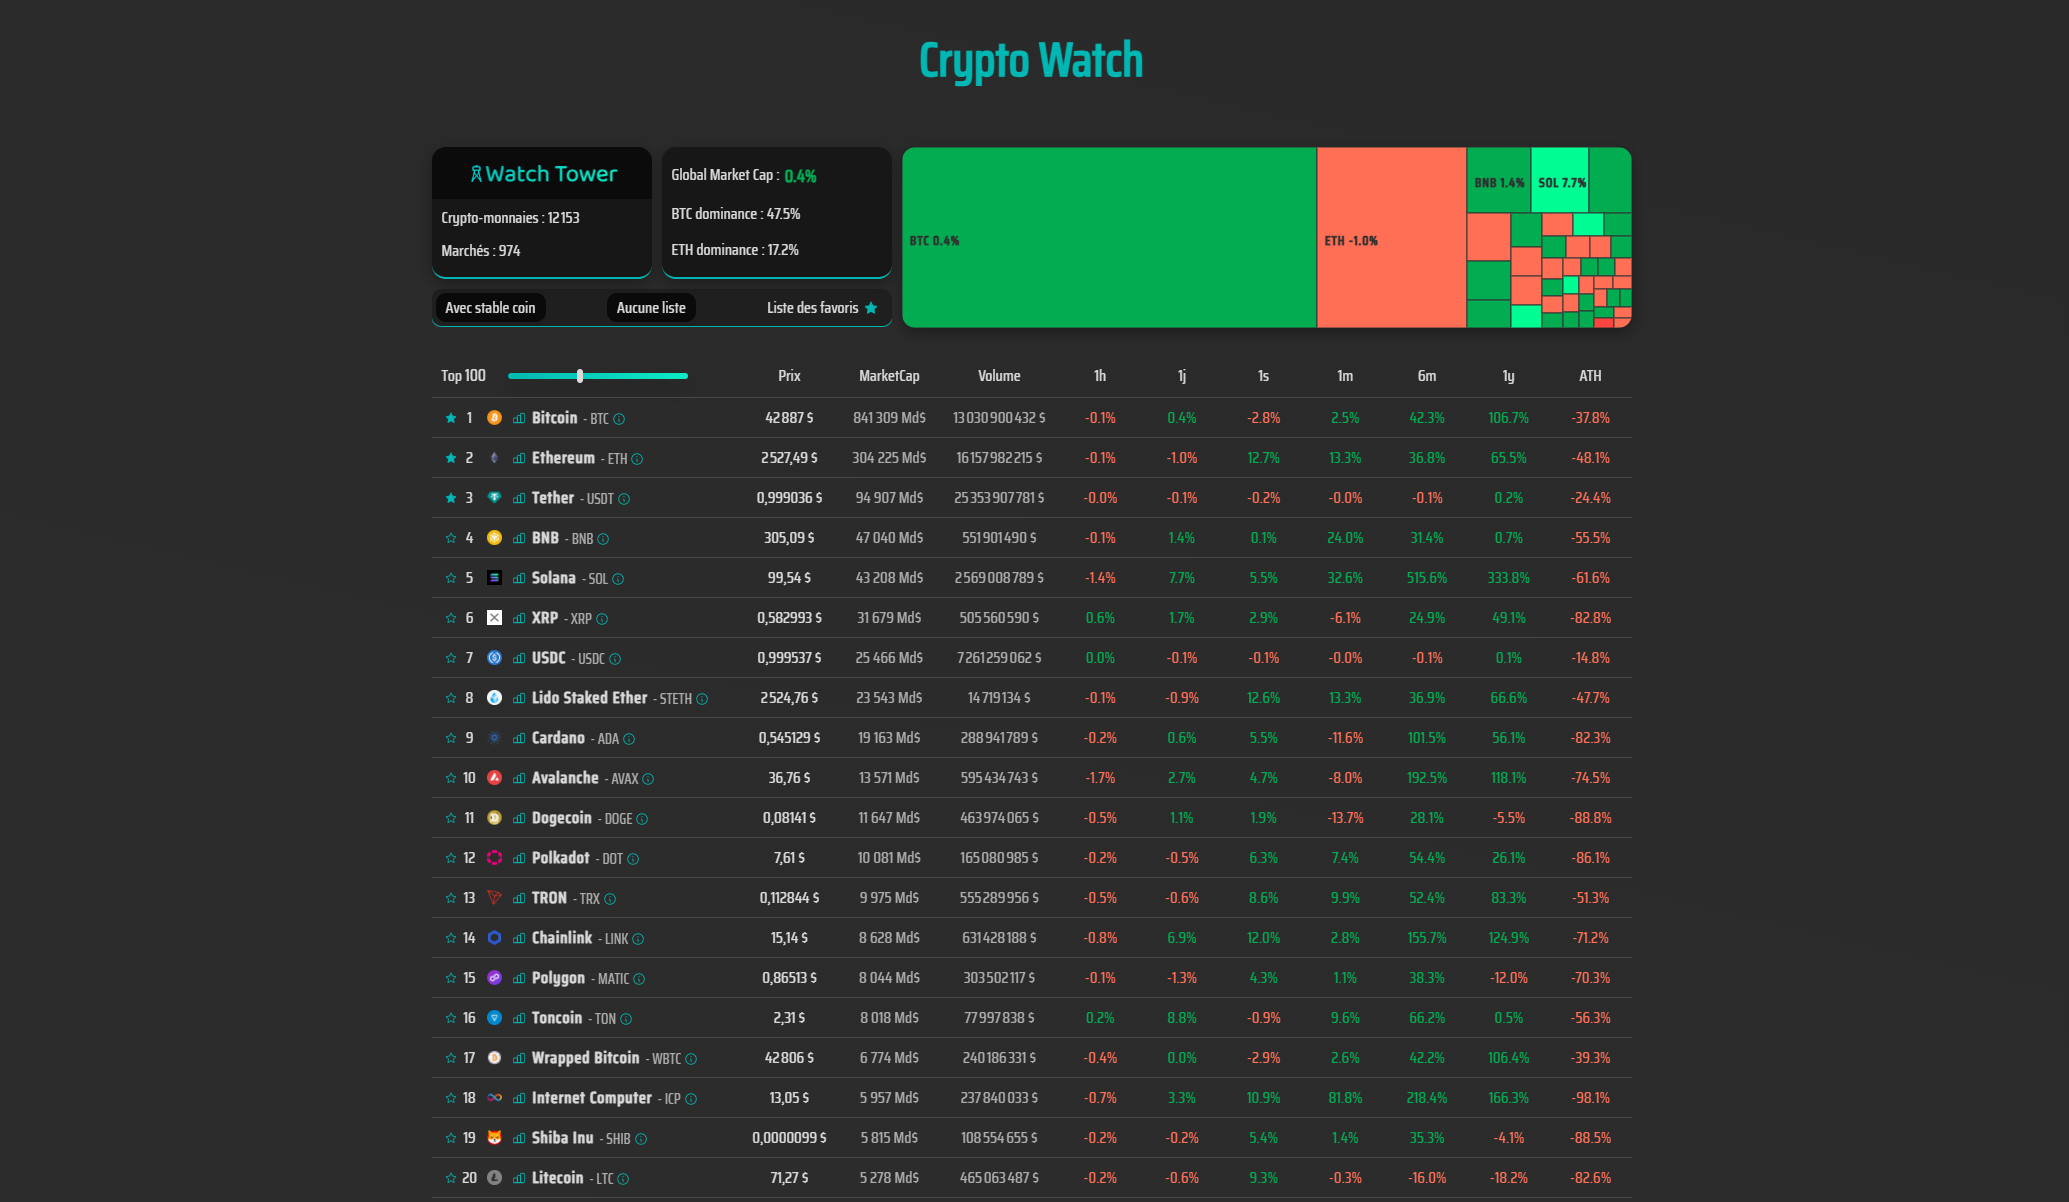 Crypto Watch
Watch Tower
Crypto-monnaies : 12153
Marchés : 974
Global Market Cap : 0.4%
BTC dominance : 47.5%
ETH dominance : 17.2%
Avec stable coin Aucune liste Liste des favoris
BTC 0.4%
ETH -1.0%
BNB 1.4%
SOL 7.7%
Top 100 Prix MarketCap Volume 1h 1j 1s 1m 6m 1y ATH
1 Bitcoin - BTC 42 887 $ 841 309 Md$ 13 030 900 432 $ -0.1% 0.4% -2.8% 2.5% 42.3% 106.7% -37.8%
2 Ethereum - ETH 2 527,49 $ 304 225 Md$ 16 157 982 215 $ -0.1% -1.0% 12.7% 13.3% 36.8% 65.5% -48.1%
3 Tether - USDT 0,999036 $ 94 907 Md$ 25 353 907 781 $ -0.0% -0.1% -0.2% -0.0% -0.1% 0.2% -24.4%
4 BNB - BNB 305,09 $ 47 040 Md$ 551 901 490 $ -0.1% 1.4% 0.1% 24.0% 31.4% 0.7% -55.5%
5 Solana - SOL 99,54 $ 43 208 Md$ 2 569 008 789 $ -1.4% 7.7% 5.5% 32.6% 515.6% 333.8% -61.6%
6 XRP - XRP 0,582993 $ 31 679 Md$ 505 560 590 $ 0.6% 1.7% 2.9% -6.1% 24.9% 49.1% -82.8%
7 USDC - USDC 0,999537 $ 25 466 Md$ 7 261 259 062 $ 0.0% -0.1% -0.1% -0.0% -0.1% 0.1% -14.8%
8 Lido Staked Ether - STETH 2 524,76 $ 23 543 Md$ 14 719 134 $ -0.1% -0.9% 12.6% 13.3% 36.9% 66.6% -47.7%
9 Cardano - ADA 0,545129 $ 19 163 Md$ 288 941 789 $ -0.2% 0.6% 5.5% -11.6% 101.5% 56.1% -82.3%
10 Avalanche - AVAX 36,76 $ 13 571 Md$ 595 434 743 $ -1.7% 2.7% 4.7% -8.0% 192.5% 118.1% -74.5%
11 Dogecoin - DOGE 0,08141 $ 11 647 Md$ 463 974 065 $ -0.5% 1.1% 1.9% -13.7% 28.1% -5.5% -88.8%
12 Polkadot - DOT 7,61 $ 10 081 Md$ 165 080 985 $ -0.2% -0.5% 6.3% 7.4% 54.4% 26.1% -86.1%
13 TRON - TRX 0,112844 $ 9 975 Md$ 555 289 956 $ -0.5% -0.6% 8.6% 9.9% 52.4% 83.3% -51.3%
14 Chainlink - LINK 15,14 $ 8 628 Md$ 631 428 188 $ -0.8% 6.9% 12.0% 2.8% 155.7% 124.9% -71.2%
15 Polygon - MATIC 0,86513 $ 8 044 Md$ 303 502 117 $ -0.1% -1.3% 4.3% 1.1% 38.3% -12.0% -70.3%
16 Toncoin - TON 2,31 $ 8 018 Md$ 77 997 838 $ 0.2% 8.8% -0.9% 9.6% 66.2% 0.5% -56.3%
17 Wrapped Bitcoin - WBTC 42 806 $ 6 774 Md$ 240 186 331 $ -0.4% 0.0% -2.9% 2.6% 42.2% 106.4% -39.3%
18 Internet Computer - ICP 13,05 $ 5 957 Md$ 237 840 033 $ -0.7% 3.3% 10.9% 81.8% 218.4% 166.3% -98.1%
19 Shiba Inu - SHIB 0,0000099 $ 5 815 Md$ 108 554 655 $ -0.2% -0.2% 5.4% 1.4% 35.3% -4.1% -88.5%
20 Litecoin - LTC 71,27 $ 5 278 Md$ 465 063 487 $ -0.2% -0.6% 9.3% -0.3% -16.0% -18.2% -82.6%